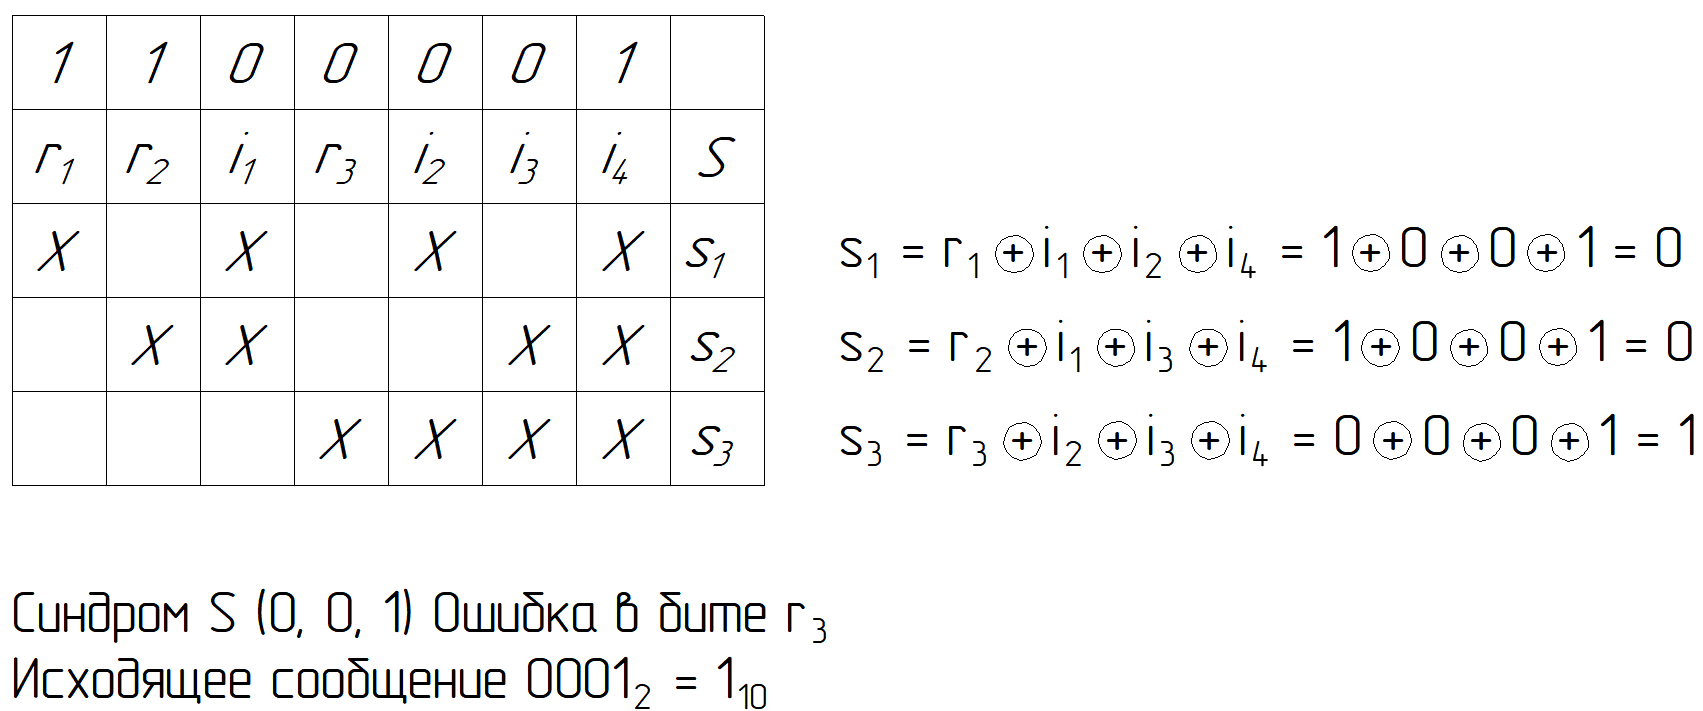 1 1 0 0 0 0 1
r₁ r₂ i₁ r₃ i₂ i₃ i₄ S
X X X X s₁
X X X X s₂
X X X X s₃
s₁ = r₁ ⊕ i₁ ⊕ i₂ ⊕ i₄ = 1 ⊕ 0 ⊕ 0 ⊕ 1 = 0
s₂ = r₂ ⊕ i₁ ⊕ i₃ ⊕ i₄ = 1 ⊕ 0 ⊕ 0 ⊕ 1 = 0
s₃ = r₃ ⊕ i₂ ⊕ i₃ ⊕ i₄ = 0 ⊕ 0 ⊕ 0 ⊕ 1 = 1
Синдром S (0, 0, 1) Ошибка в бите r₃
Исходящее сообщение 0001₂ = 1₁₀